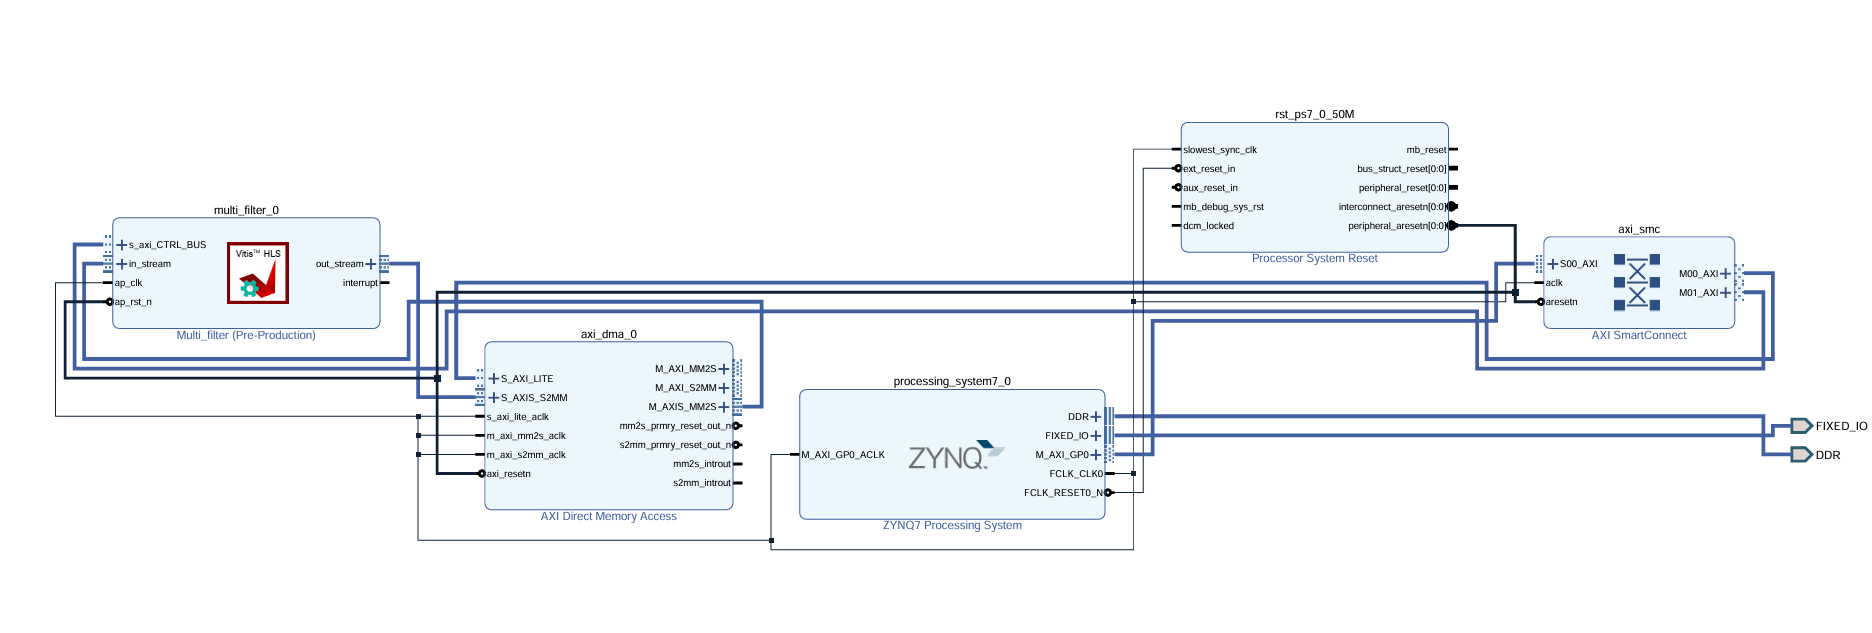 rst_ps7_0_50M
slowest_sync_clk
ext_reset_in
aux_reset_in
mb_debug_sys_rst
dcm_locked
mb_reset
bus_struct_reset[0:0]
peripheral_reset[0:0]
interconnect_aresetn[0:0]
peripheral_aresetn[0:0]
Processor System Reset
multi_filter_0
s_axi_CTRL_BUS
in_stream
ap_clk
ap_rst_n
Vitis™ HLS
out_stream
interrupt
Multi_filter (Pre-Production)
axi_smc
S00_AXI
aclk
aresetn
M00_AXI
M01_AXI
AXI SmartConnect
axi_dma_0
S_AXI_LITE
S_AXIS_S2MM
s_axi_lite_aclk
m_axi_mm2s_aclk
m_axi_s2mm_aclk
axi_resetn
M_AXI_MM2S
M_AXI_S2MM
M_AXIS_MM2S
mm2s_prmry_reset_out_n
s2mm_prmry_reset_out_n
mm2s_introut
s2mm_introut
AXI Direct Memory Access
processing_system7_0
M_AXI_GP0_ACLK
ZYNQ™
DDR
FIXED_IO
M_AXI_GP0
FCLK_CLK0
FCLK_RESET0_N
ZYNQ7 Processing System
FIXED_IO
DDR